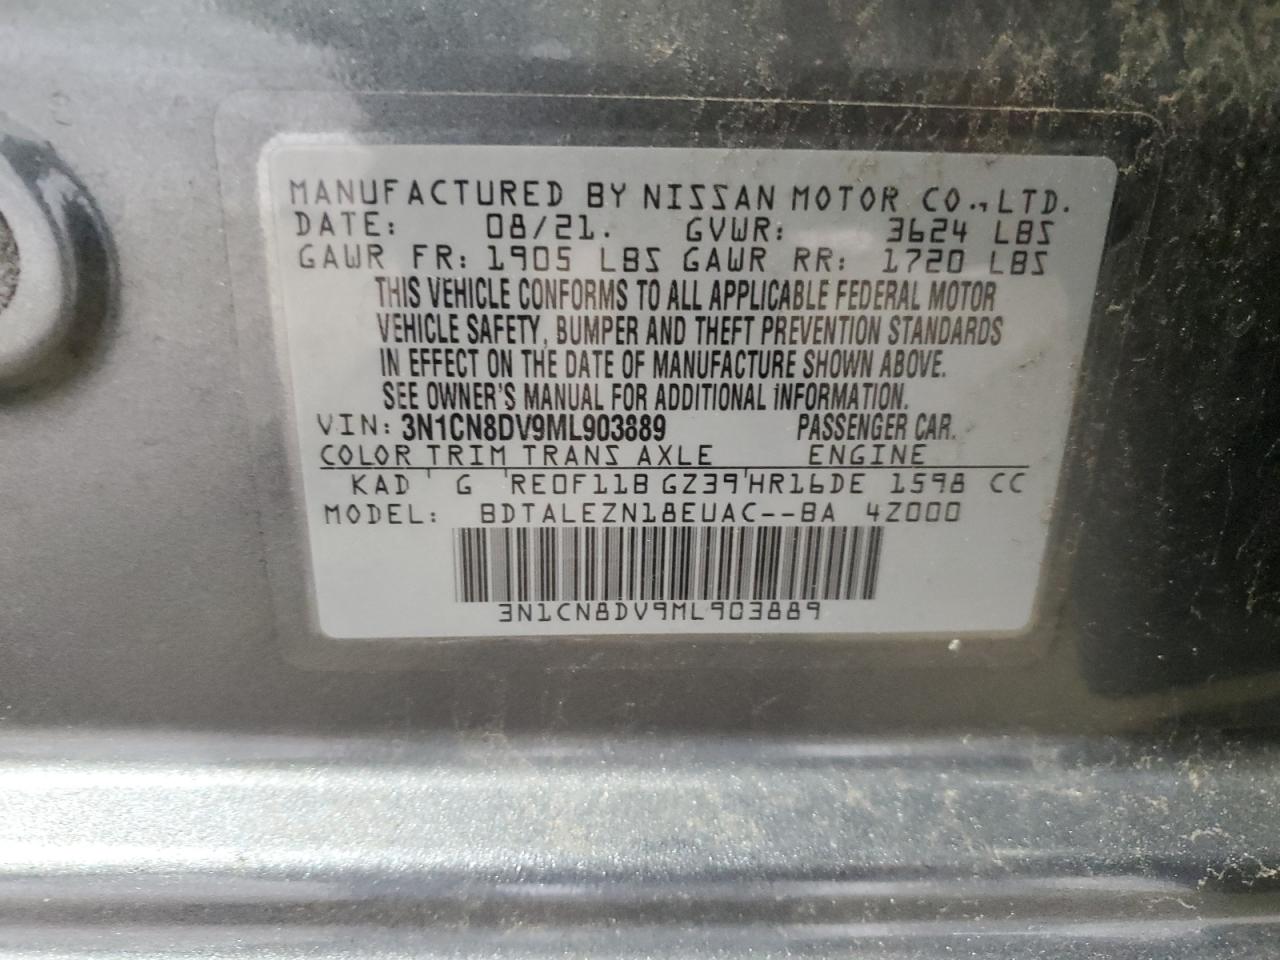 MANUFACTURED BY NISSAN MOTOR CO., LTD.
DATE: 08/21. GVWR: 3624 LBS
GAWR FR: 1905 LBS GAWR RR: 1720 LBS
THIS VEHICLE CONFORMS TO ALL APPLICABLE FEDERAL MOTOR
VEHICLE SAFETY, BUMPER AND THEFT PREVENTION STANDARDS
IN EFFECT ON THE DATE OF MANUFACTURE SHOWN ABOVE.
SEE OWNER'S MANUAL FOR ADDITIONAL INFORMATION.
VIN: 3N1CN8DV9ML903889 PASSENGER CAR.
COLOR TRIM TRANS AXLE ENGINE
KAD G RE0F11B GZ39 HR16DE 1598 CC
MODEL: BDTALEZN18EUAC--BA 4Z000
3N1CN8DV9ML903889